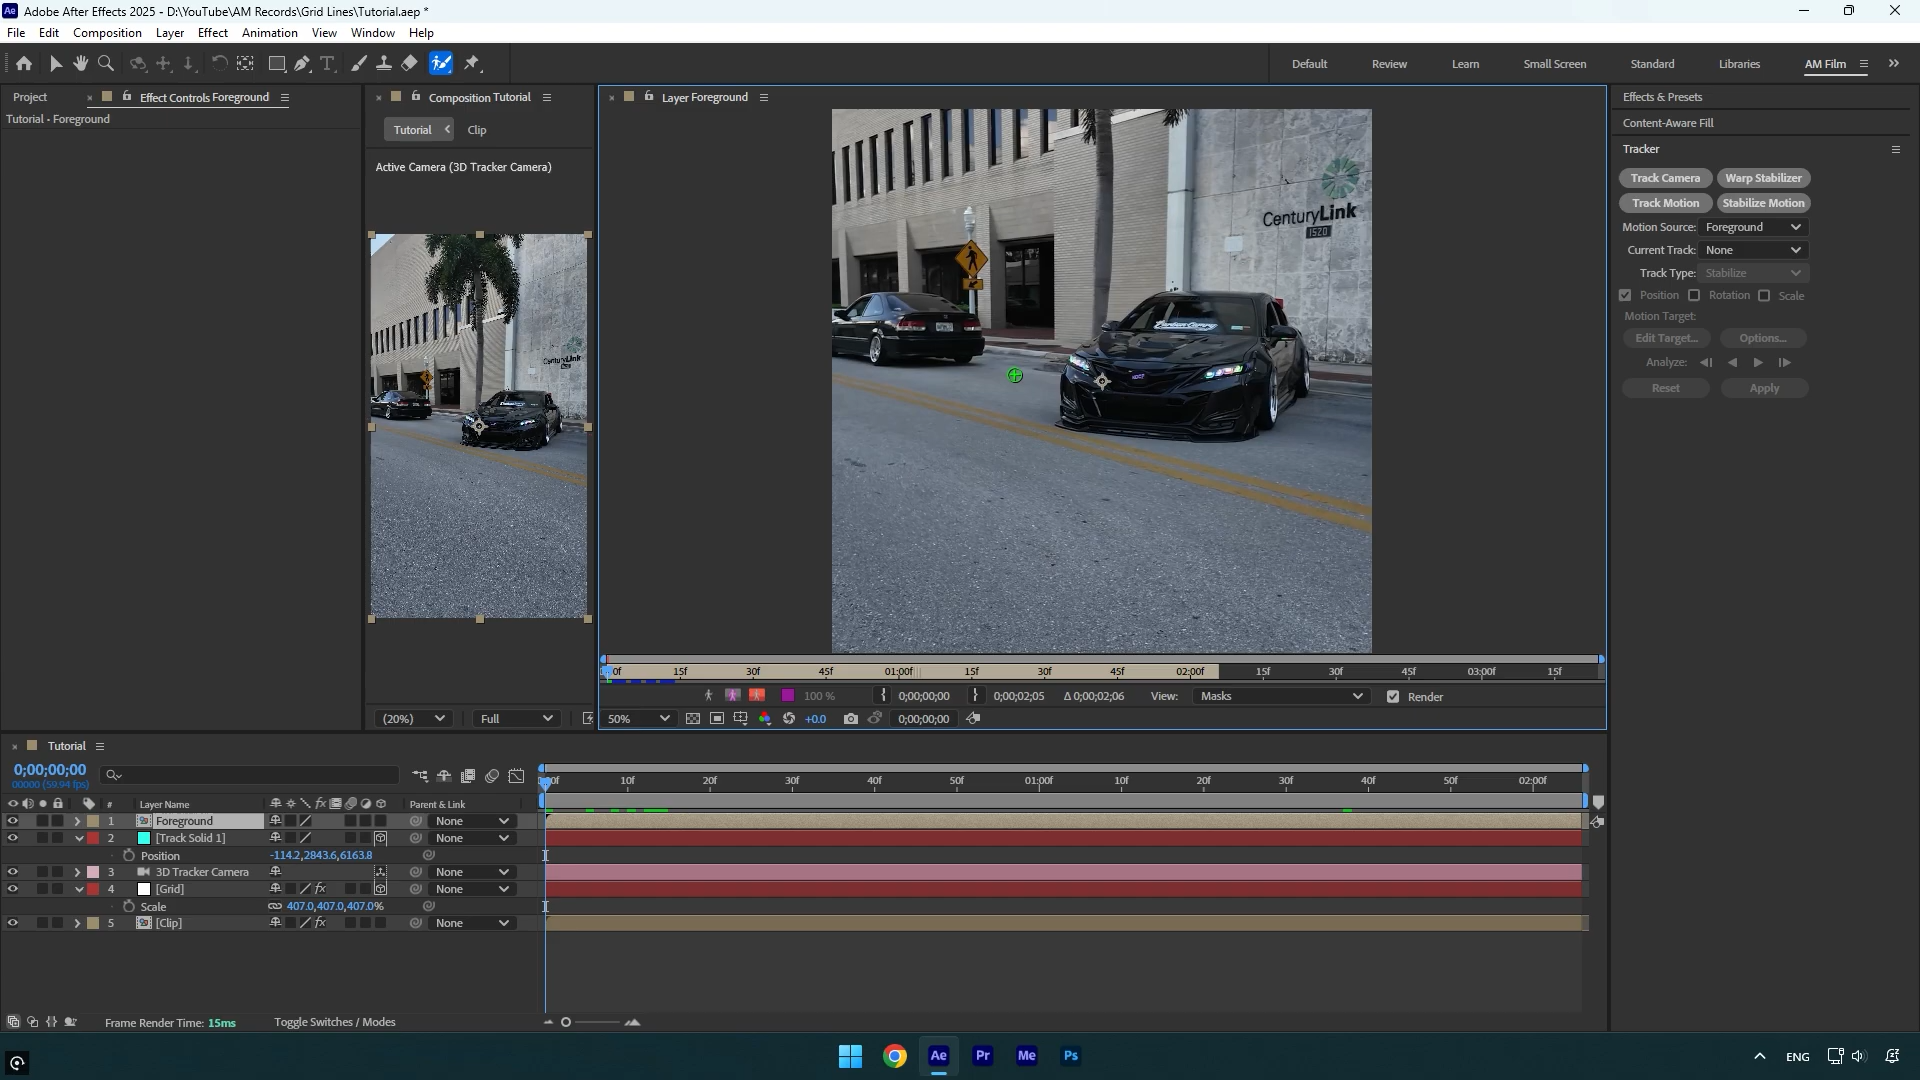 Adobe After Effects 2025 - D:\YouTube\AM Records\Grid Lines\Tutorial.aep *
File Edit Composition Layer Effect Animation View Window Help
Default Review Learn Small Screen Standard Libraries AM Film
Project Effect Controls Foreground
Tutorial - Foreground
Composition Tutorial
Tutorial Clip
Active Camera (3D Tracker Camera)
CenturyLink
Layer Foreground
CenturyLink
1520
Effects & Presets
Content-Aware Fill
Tracker
Track Camera Warp Stabilizer
Track Motion Stabilize Motion
Motion Source: Foreground
Current Track: None
Track Type: Stabilize
Position Rotation Scale
Motion Target:
Edit Target... Options...
Analyze:
Reset Apply
0f 15f 30f 45f 01:00f 15f 30f 45f 02:00f 15f 30f 45f 03:00f 15f
100 % 0;00;00;00 0;00;02;05 Δ 0;00;02;06 View: Masks Render
(20%) Full
50% +0.0 0;00;00;00
Tutorial
0;00;00;00
00000 (59.94 fps)
00f 10f 20f 30f 40f 50f 01:00f 10f 20f 30f 40f 50f 02:00f
# Layer Name fx Parent & Link
1 Foreground None
2 [Track Solid 1] None
Position -114.2,2843.6,6163.8
3 3D Tracker Camera None
4 [Grid] fx None
Scale 407.0,407.0,407.0%
5 [Clip] fx None
Frame Render Time: 15ms Toggle Switches / Modes
Ae Pr Me Ps
ENG